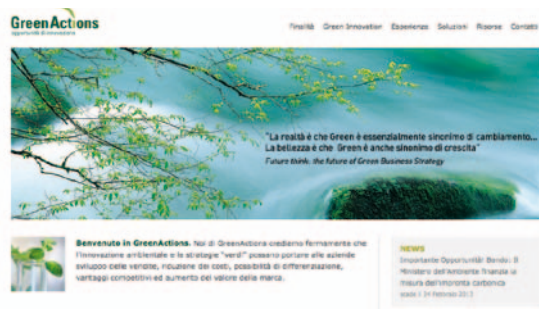 GreenActions
opportunità di innovazione
Finalità Green Innovation Esperienza Soluzioni Risorse Contatti
"La realtà è che Green è essenzialmente sinonimo di cambiamento...
La bellezza è che Green è anche sinonimo di crescita"
Future think: the future of Green Business Strategy
Benvenuto in GreenActions. Noi di GreenActions crediamo fermamente che
l'innovazione ambientale e le strategie "verdi" possano portare alle aziende
sviluppo delle vendite, riduzione dei costi, possibilità di differenziazione,
vantaggi competitivi ed aumento del valore della marca.
NEWS
Importante Opportunità! Bando: Il
Ministero dell'Ambiente finanzia la
misura dell'impronta carbonica
febbraio